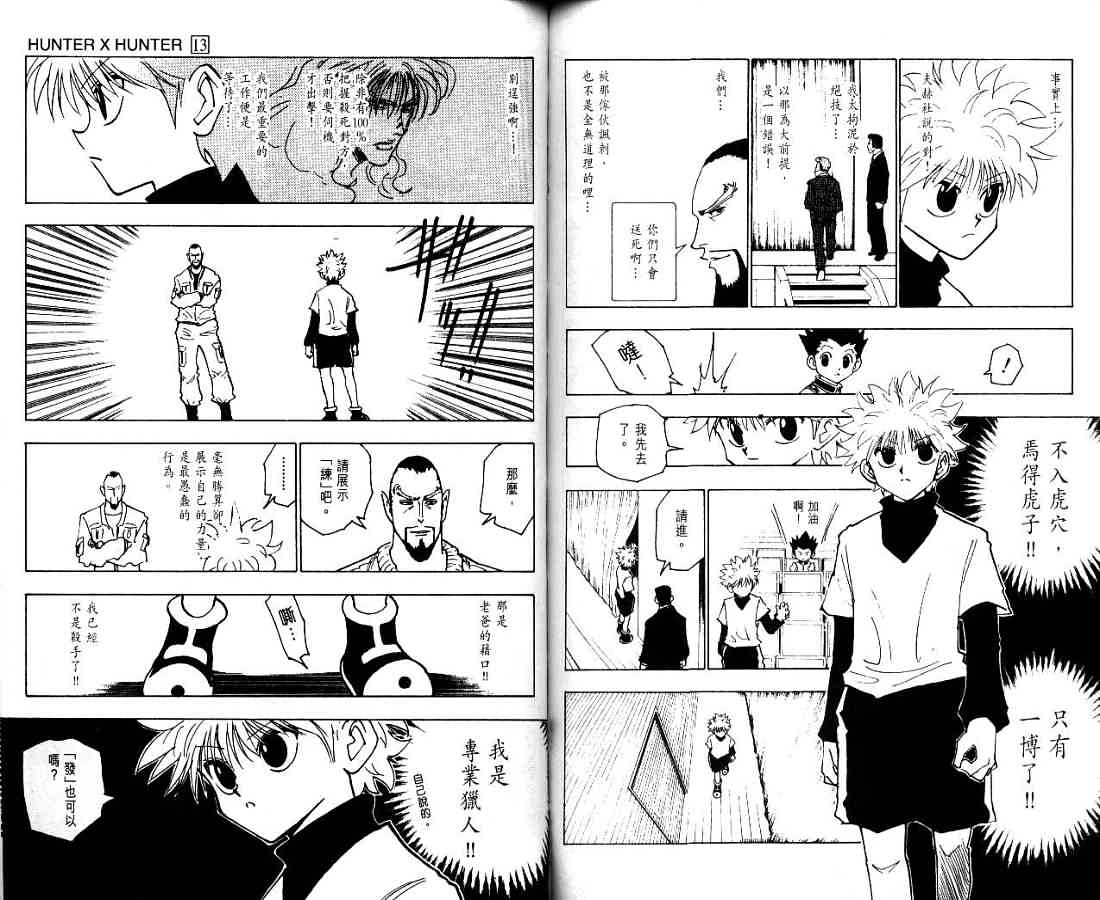 HUNTER X HUNTER 13
事實上…
夫赫社說的對！
我太拘泥於
絕技了…
以那為大前提，
是一個錯誤！
我們…
被那傢伙諷刺，
也不是全無道理的哩…
你們只會
送死啊…
！
噠！
我先去
了。
不入虎穴，
焉得虎子!!
加油
啊！
請進。
只有
一博了!!
別逞強啊…！
除非有100%
把握殺死對方，
否則要伺機
才出擊！
我們最重要的
工作便是
等待了…
那麼，
請展示
「練」吧。
……
毫無勝算卻
展示自己的力量，
是最愚蠢的
行為。
那是
老爸的藉口!!
嘶…
我已經
不是殺手了!!
我是
專業獵人!!
自己說的。
「發」也可以
嗎？